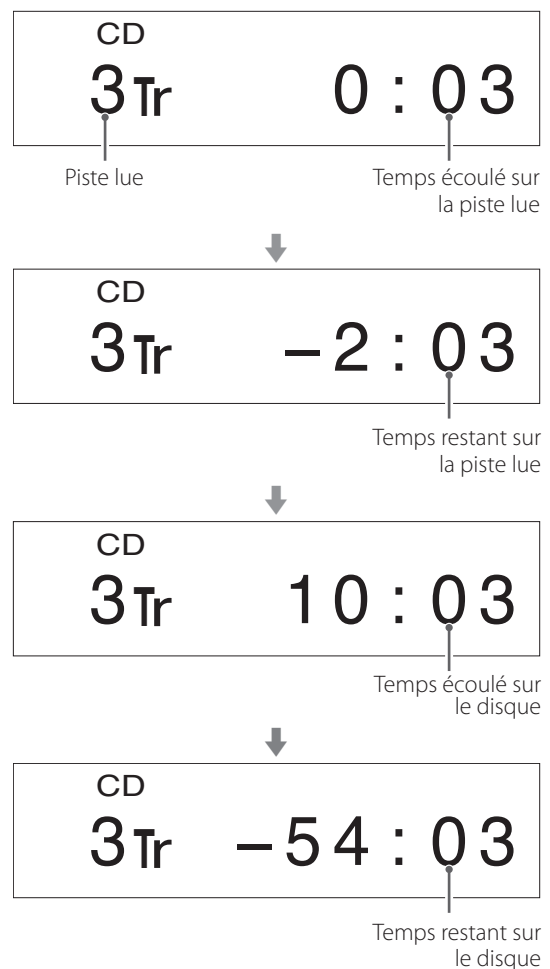 CD
3Tr 0 : 03
Piste lue
Temps écoulé sur
la piste lue
CD
3Tr –2 : 03
Temps restant sur
la piste lue
CD
3Tr 10 : 03
Temps écoulé sur
le disque
CD
3Tr –54 : 03
Temps restant sur
le disque